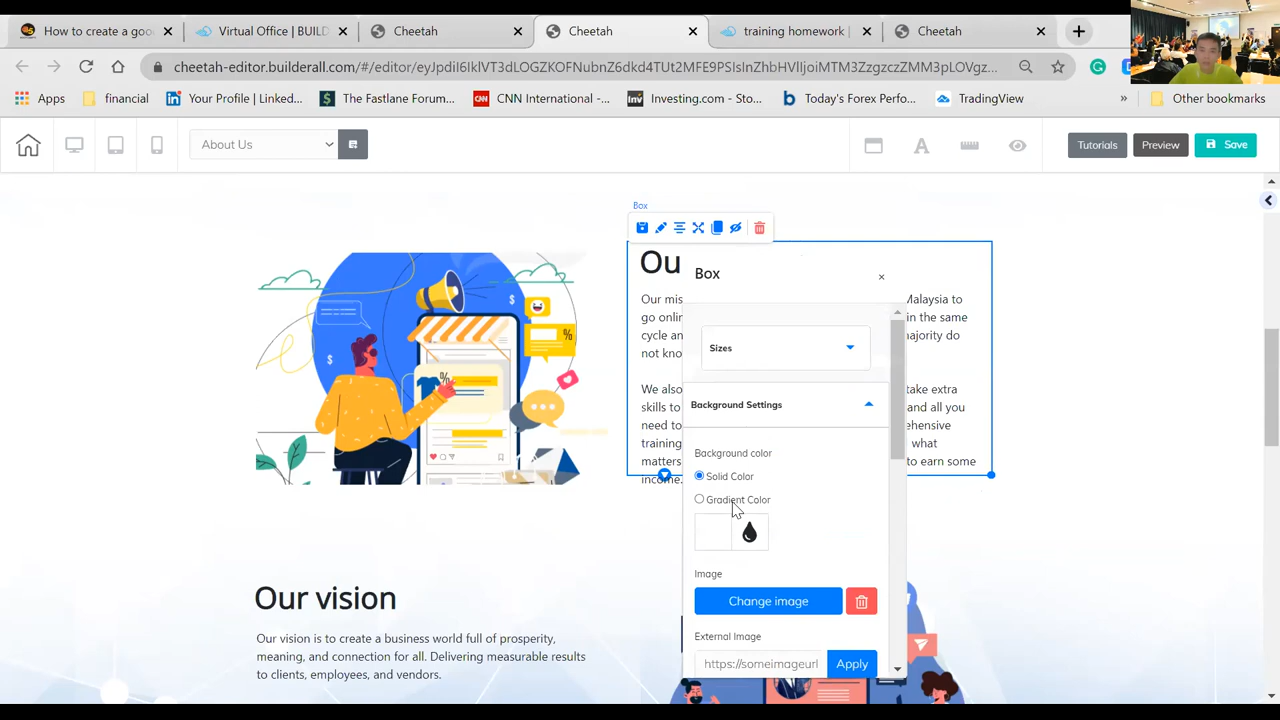 How to create a goo
Virtual Office | BUILD
Cheetah
Cheetah
training homework |
Cheetah
cheetah-editor.builderall.com/#/editor/
Apps
financial
Your Profile | Linked...
The Fastlane Forum...
CNN International -...
Investing.com - Sto...
Today's Forex Perfo...
TradingView
»
Other bookmarks
About Us
Tutorials
Preview
Save
Box
Ou
Box
Our mis
Malaysia to
go onlin
in the same
cycle an
Sizes
najority do
not kno
We also
take extra
skills to
Background Settings
and all you
need to
ehensive
training
what
matters
Background color
to earn some
income.
Solid Color
Gradient Color
Image
Change image
Our vision
External Image
Our vision is to create a business world full of prosperity,
meaning, and connection for all. Delivering measurable results
https://someimageurl
Apply
to clients, employees, and vendors.